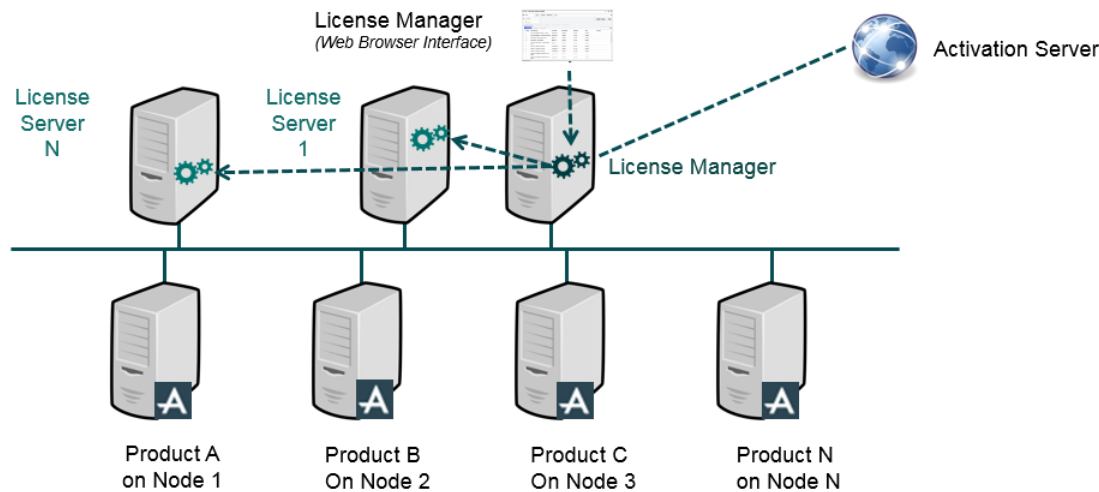 License Manager
(Web Browser Interface)
Activation Server
License
Server
N
License
Server
1
License Manager
Product A
on Node 1
Product B
On Node 2
Product C
On Node 3
Product N
on Node N